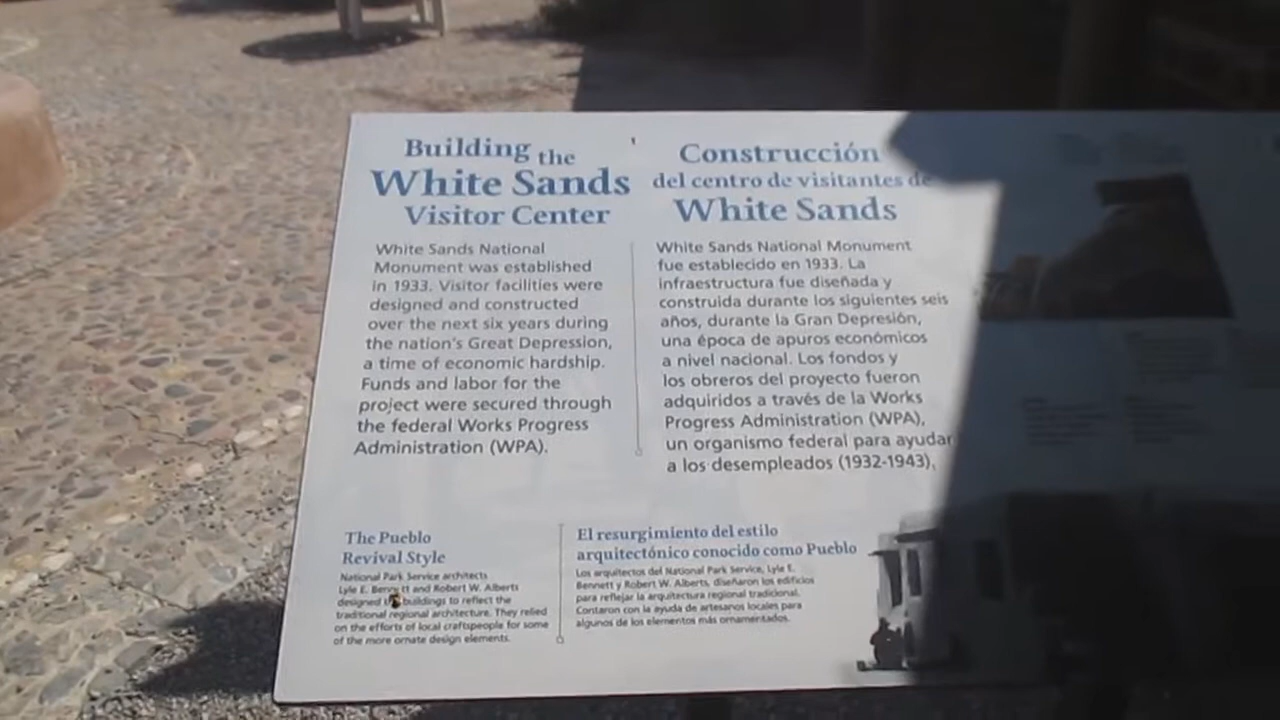 Building the
White Sands
Visitor Center
White Sands National
Monument was established
in 1933. Visitor facilities were
designed and constructed
over the next six years during
the nation's Great Depression,
a time of economic hardship.
Funds and labor for the
project were secured through
the federal Works Progress
Administration (WPA).
Construcción
del centro de visitantes de
White Sands
White Sands National Monument
fue establecido en 1933. La
infraestructura fue diseñada y
construida durante los siguientes seis
años, durante la Gran Depresión,
una época de apuros económicos
a nivel nacional. Los fondos y
los obreros del proyecto fueron
adquiridos a través de la Works
Progress Administration (WPA),
un organismo federal para ayudar
a los desempleados (1932-1943).
The Pueblo
Revival Style
National Park Service architects
Lyle E. Bennett and Robert W. Alberts
designed the buildings to reflect the
traditional regional architecture. They relied
on the efforts of local craftspeople for some
of the more ornate design elements.
El resurgimiento del estilo
arquitectónico conocido como Pueblo
Los arquitectos del National Park Service, Lyle E.
Bennett y Robert W. Alberts, diseñaron los edificios
para reflejar la arquitectura regional tradicional.
Contaron con la ayuda de artesanos locales para
algunos de los elementos más ornamentados.